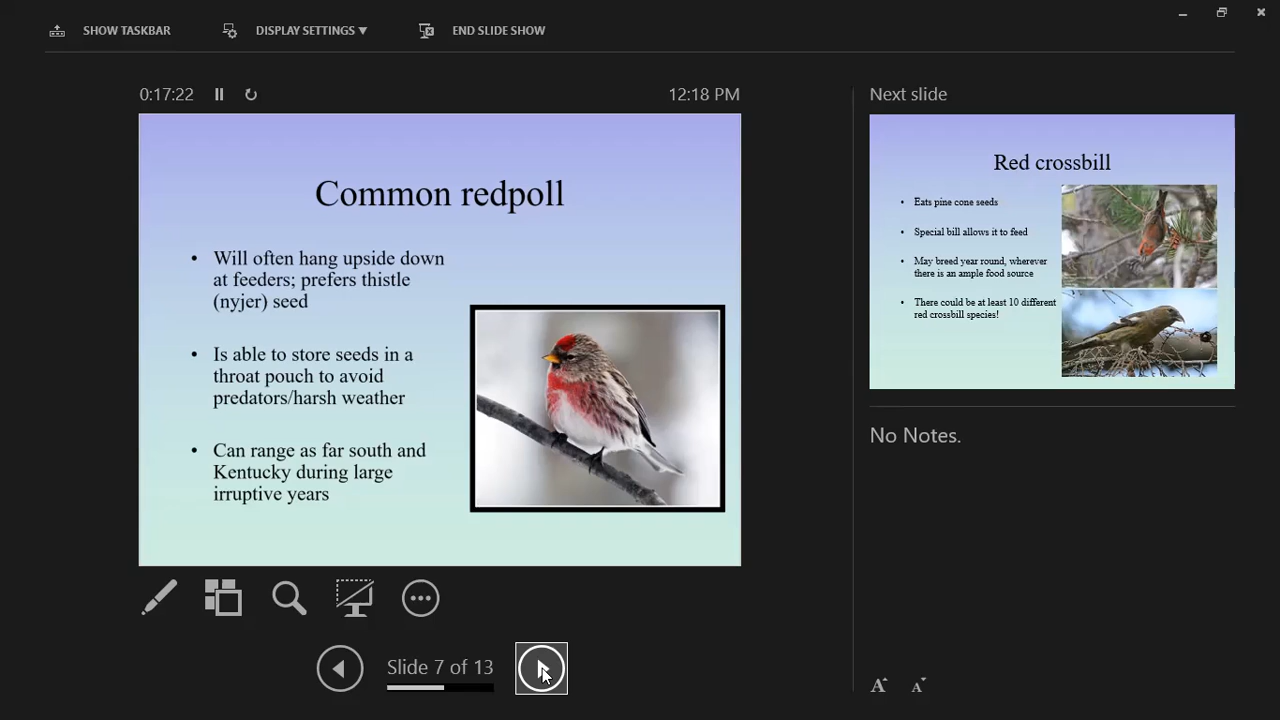 SHOW TASKBAR
DISPLAY SETTINGS ▼
END SLIDE SHOW
0:17:22
12:18 PM
Common redpoll
• Will often hang upside down
at feeders; prefers thistle
(nyjer) seed
• Is able to store seeds in a
throat pouch to avoid
predators/harsh weather
• Can range as far south and
Kentucky during large
irruptive years
Slide 7 of 13
Next slide
Red crossbill
• Eats pine cone seeds
• Special bill allows it to feed
• May breed year round, wherever
there is an ample food source
• There could be at least 10 different
red crossbill species!
No Notes.
A A